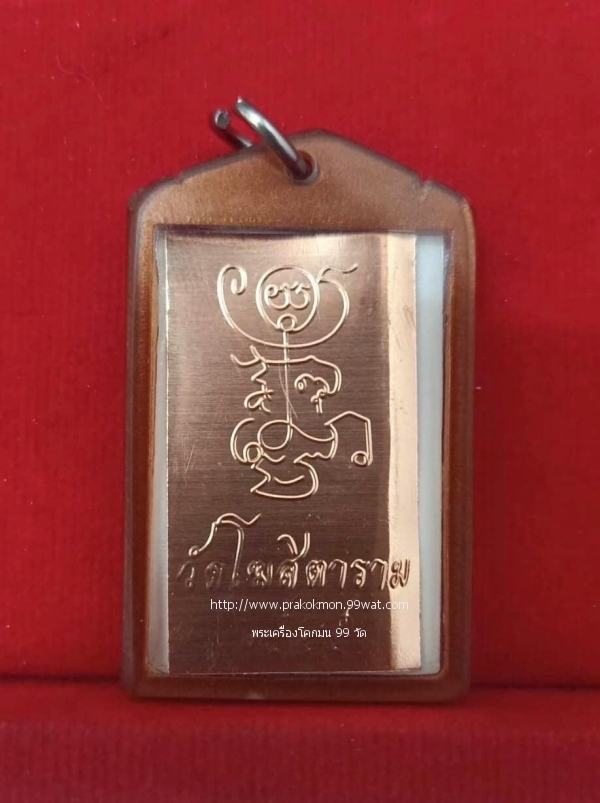 วัดโฆสิตาราม
http://www.prakokmon.99wat.com
พระเครื่องโคกมน 99 วัด